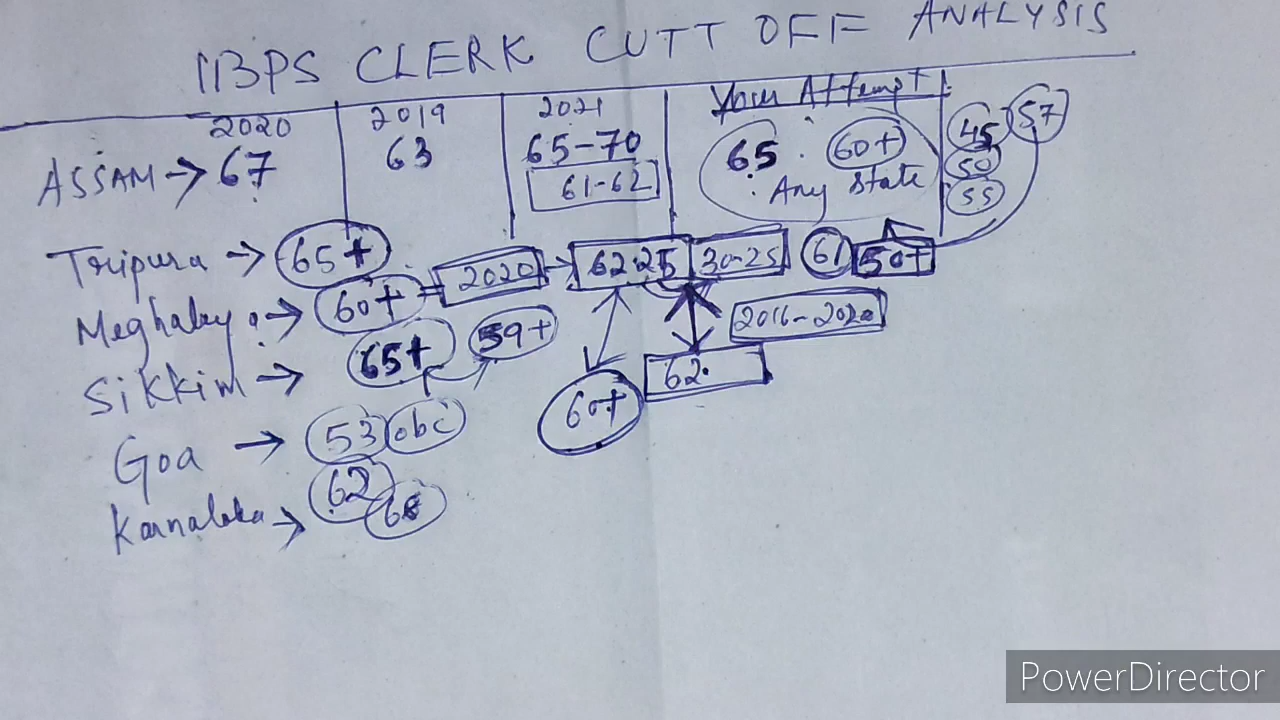 IBPS CLERK CUTT OFF ANALYSIS
2020 2019 2021 Your Attempt 45 57
ASSAM → 67 63 65-70 65 . 60+ 50
61-62 Any State 55
Tripura → 65+ 62.25 30-25 61 50+
Meghalya → 60+ 2020 → 2016-2020
Sikkim → 65+ 59+ 62.
Goa → 53 obc 60+
Karnataka → 62
PowerDirector